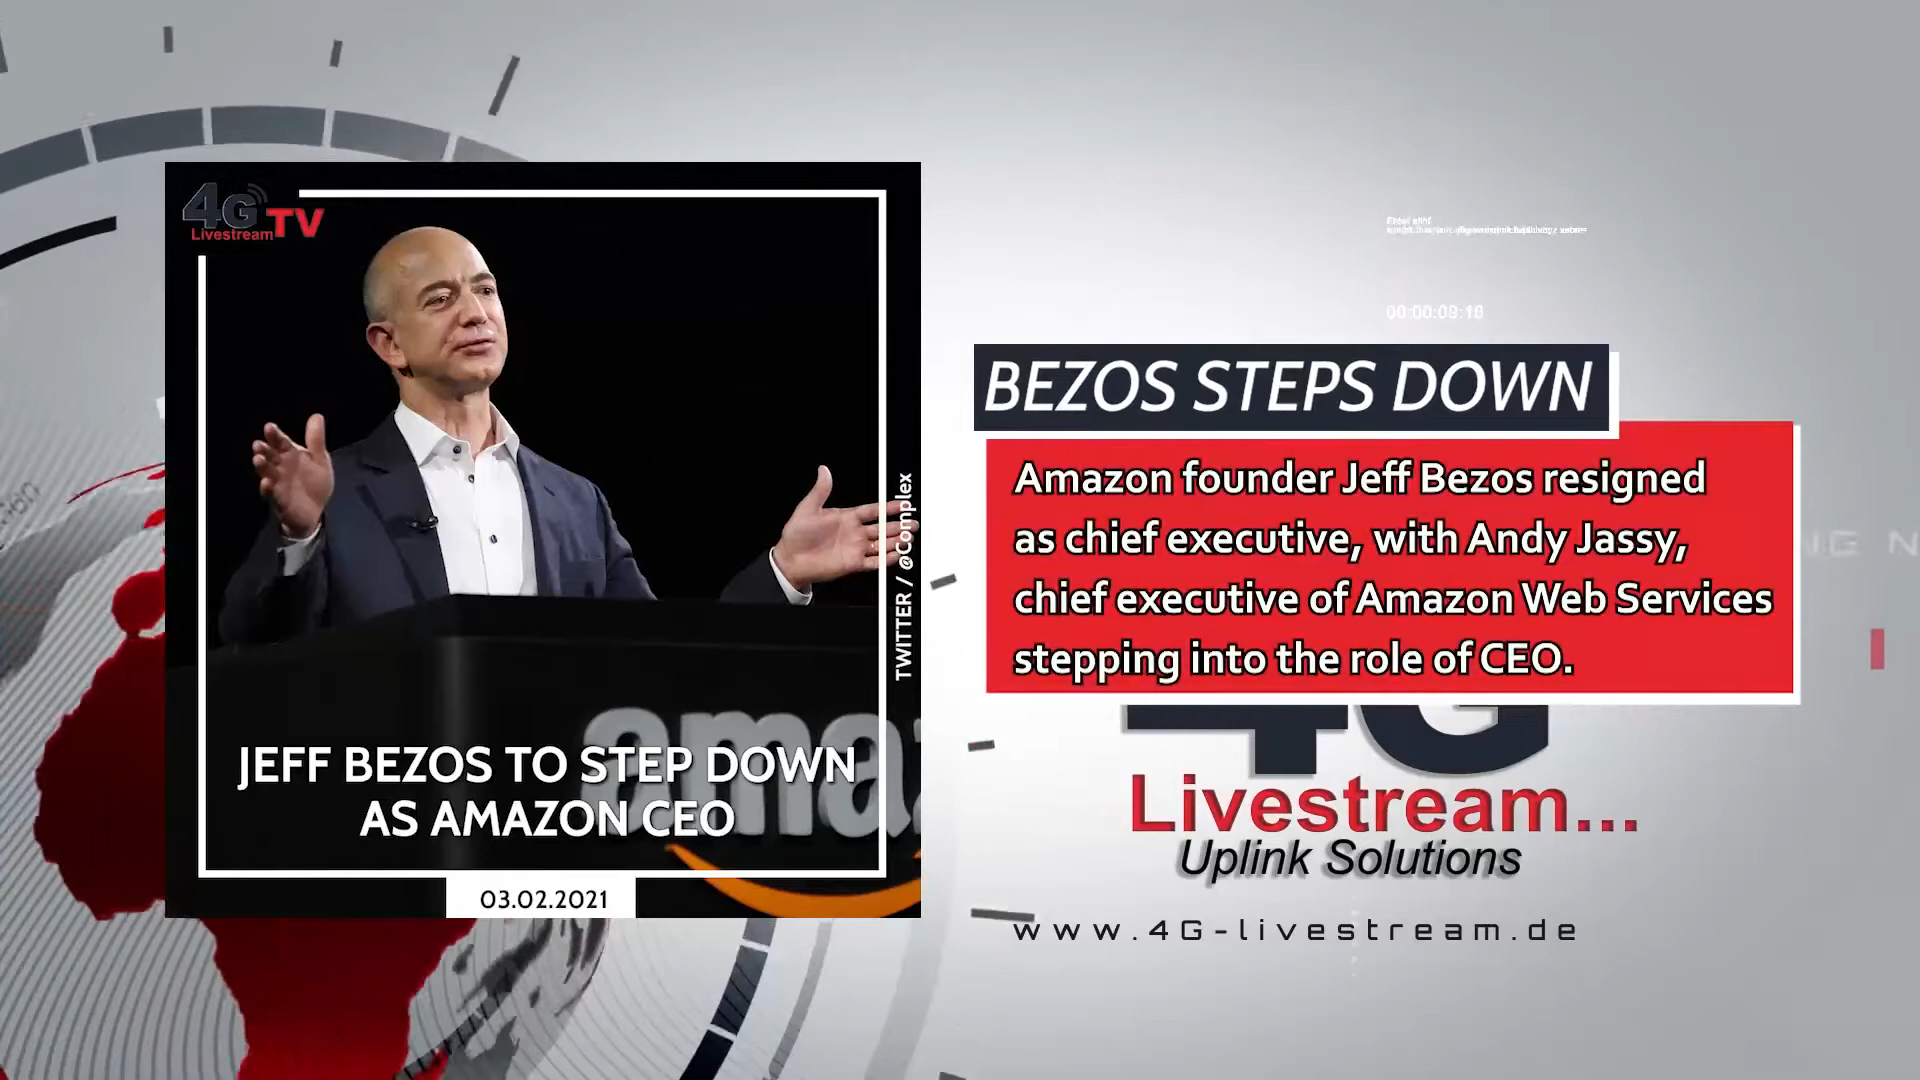 4G TV
Livestream
TWITTER / @Complex
JEFF BEZOS TO STEP DOWN
AS AMAZON CEO
03.02.2021
00:00:09:16
BEZOS STEPS DOWN
Amazon founder Jeff Bezos resigned
as chief executive, with Andy Jassy,
chief executive of Amazon Web Services
stepping into the role of CEO.
4G
Livestream...
Uplink Solutions
www.4G-livestream.de